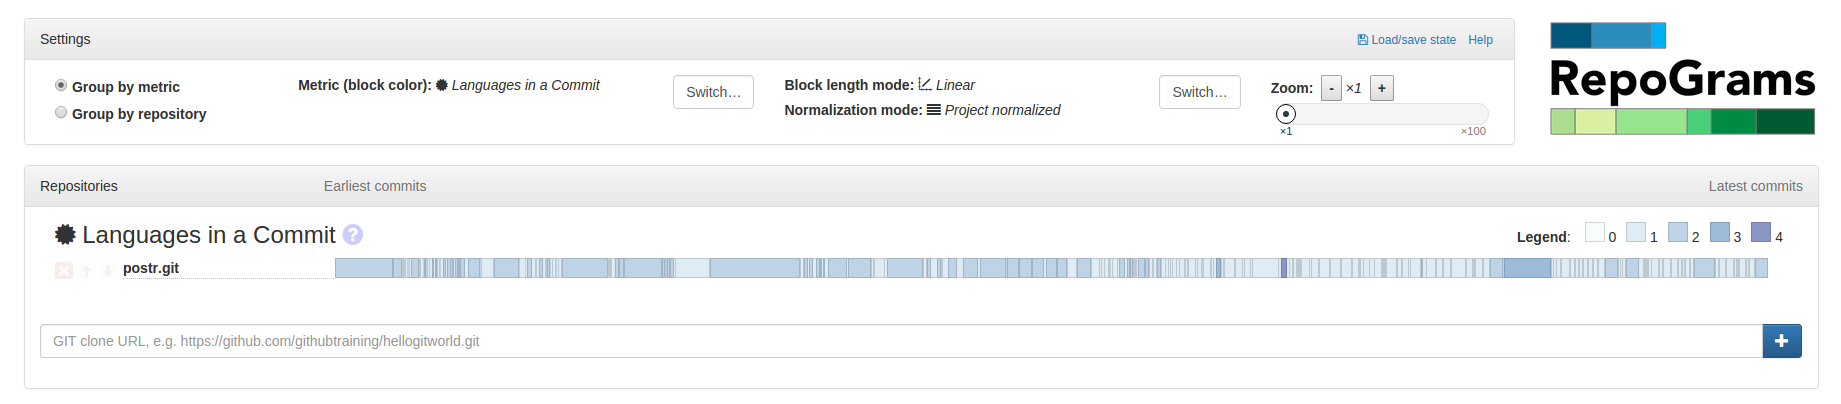 Settings
Load/save state Help
RepoGrams
Group by metric
Group by repository
Metric (block color): Languages in a Commit
Switch…
Block length mode: Linear
Normalization mode: Project normalized
Switch…
Zoom: - ×1 +
×1 ×100
Repositories Earliest commits Latest commits
Languages in a Commit ?
Legend: 0 1 2 3 4
postr.git
GIT clone URL, e.g. https://github.com/githubtraining/hellogitworld.git